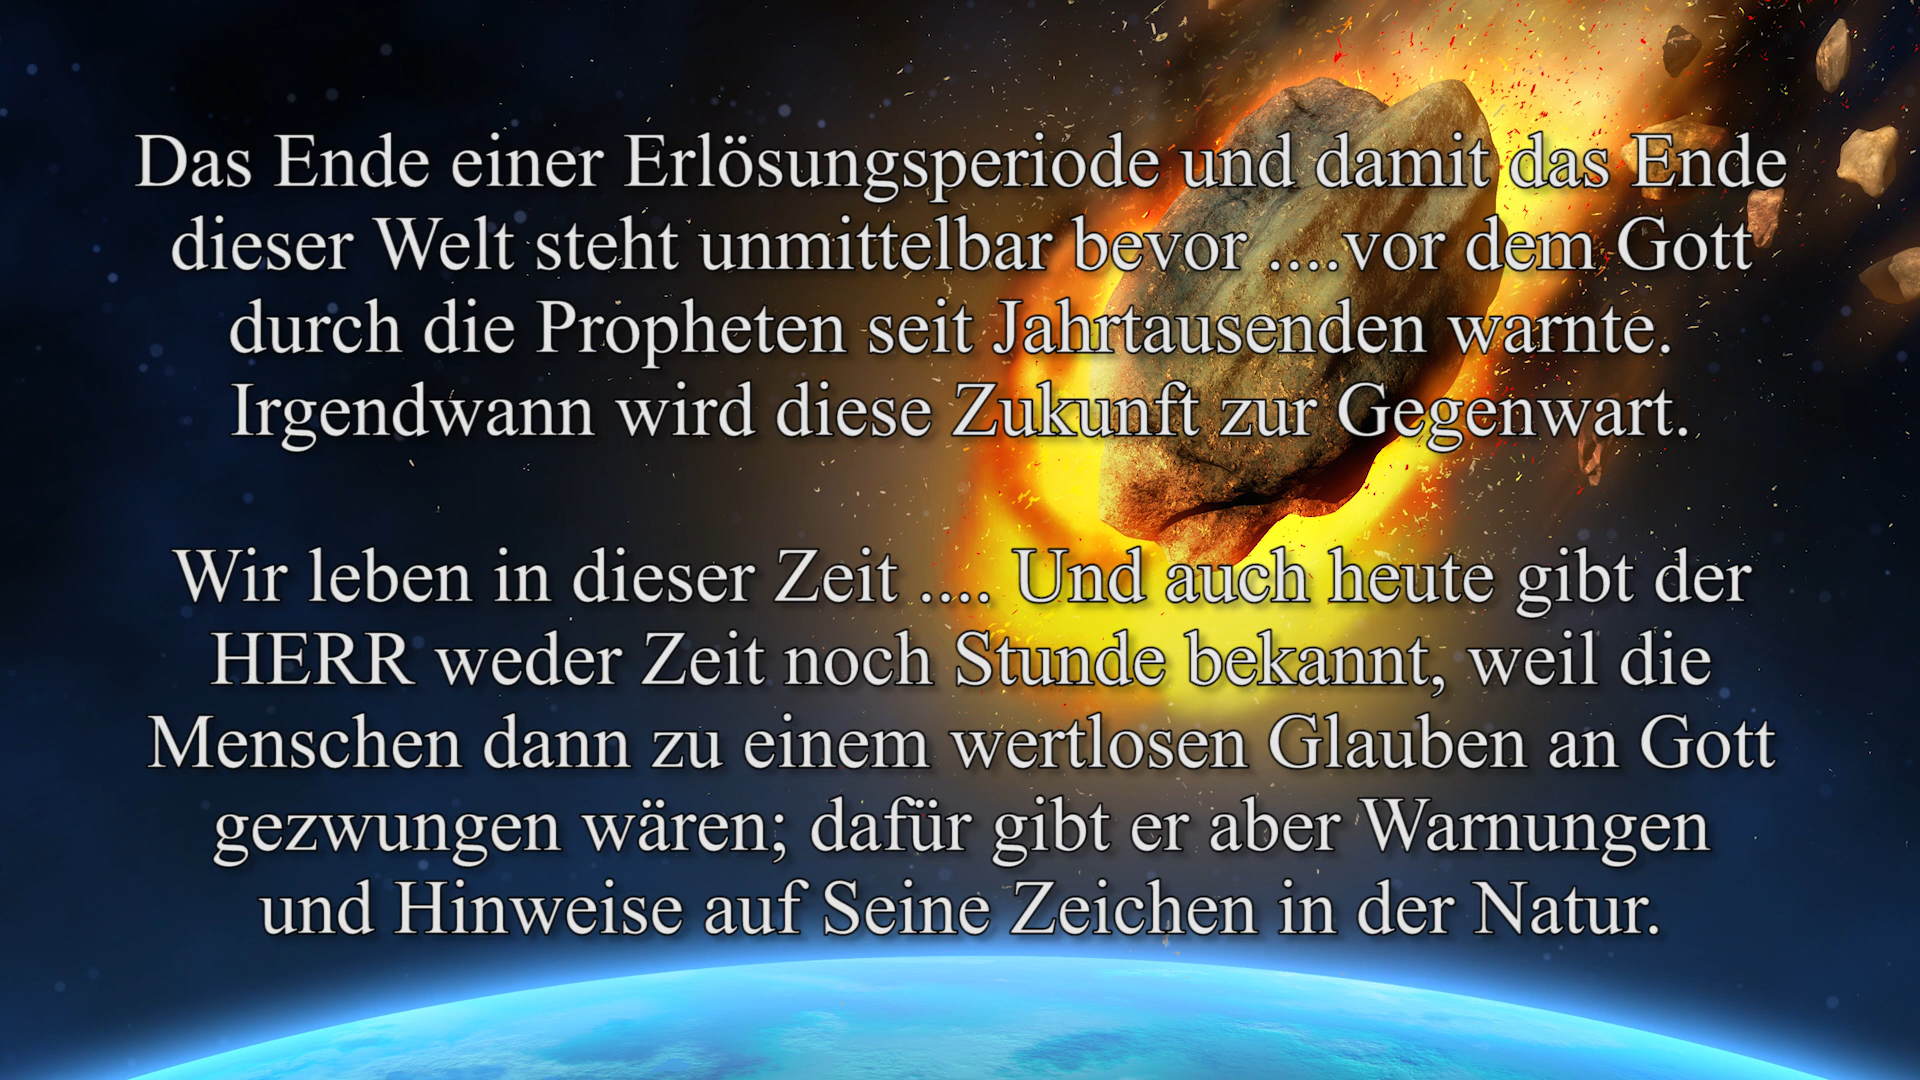 Das Ende einer Erlösungsperiode und damit das Ende
dieser Welt steht unmittelbar bevor ....vor dem Gott
durch die Propheten seit Jahrtausenden warnte.
Irgendwann wird diese Zukunft zur Gegenwart.
Wir leben in dieser Zeit .... Und auch heute gibt der
HERR weder Zeit noch Stunde bekannt, weil die
Menschen dann zu einem wertlosen Glauben an Gott
gezwungen wären; dafür gibt er aber Warnungen
und Hinweise auf Seine Zeichen in der Natur.